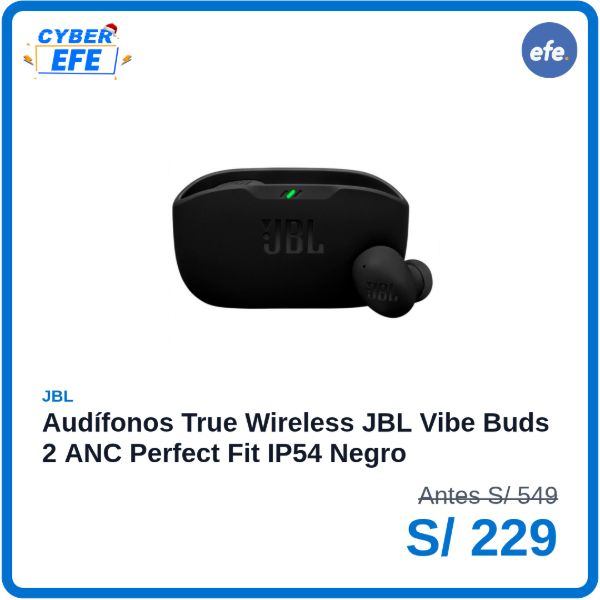 CYBER
EFE
efe.
JBL
JBL
JBL
Audífonos True Wireless JBL Vibe Buds
2 ANC Perfect Fit IP54 Negro
Antes S/ 549
S/ 229